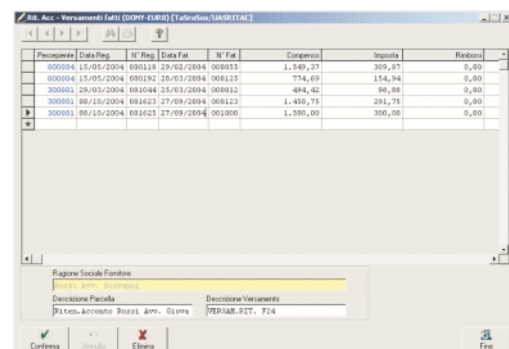 Rit. Acc - Versamenti fatti (DONY-EUR0) [TaSraSos/UASRITAC]
Percepiente Data Reg. N° Reg. Data Fat N° Fat Compenso Imposta Rimborsi
000004 15/05/2004 000118 29/02/2004 000055 1.549,37 309,87 0,00
000004 15/05/2004 000192 28/03/2004 000125 774,69 154,94 0,00
300001 29/03/2004 001044 25/03/2004 000012 494,42 98,88 0,00
300001 08/10/2004 001623 27/09/2004 000123 1.458,75 291,75 0,00
300001 08/10/2004 001625 27/09/2004 001000 1.500,00 300,00 0,00
Ragione Sociale Fornitore
Rossi Avv. Giovanni
Descrizione Parcella Descrizione Versamento
Riten.Acconto Rossi Avv. Giova VERSAM.RIT. F24
Conferma Annulla Elimina Fine